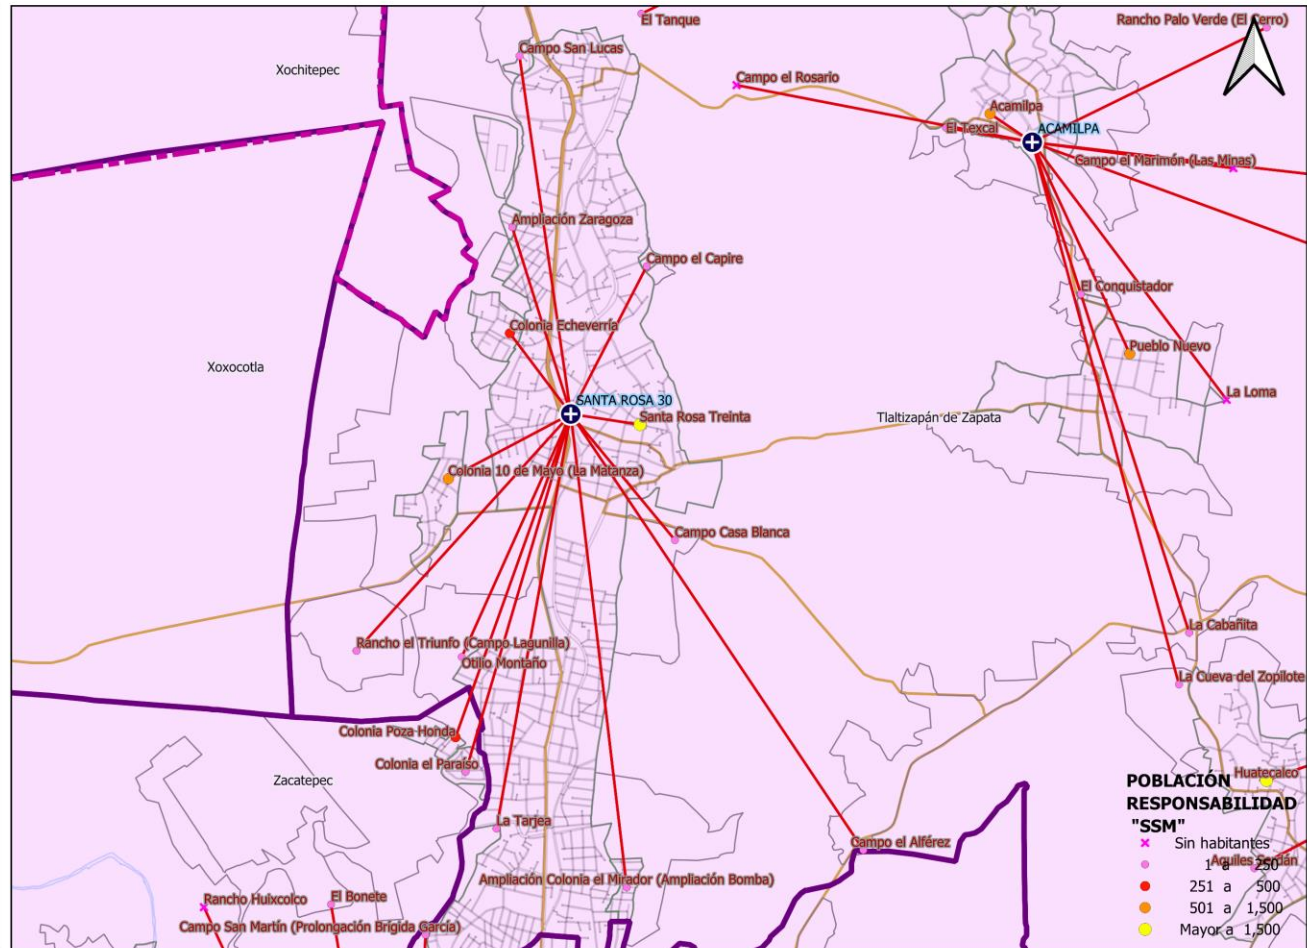 El Tanque
Rancho Palo Verde (El Cerro)
Campo San Lucas
Xochitepec
Campo el Rosario
Acamilpa
El Texcal
ACAMILPA
Campo el Marimón (Las Minas)
Ampliación Zaragoza
Campo el Capire
El Conquistador
Colonia Echeverría
Pueblo Nuevo
Xoxocotla
La Loma
SANTA ROSA 30
Santa Rosa Treinta
Tlaltizapán de Zapata
Colonia 10 de Mayo (La Matanza)
Campo Casa Blanca
La Cabañita
Rancho el Triunfo (Campo Lagunilla)
Otilio Montaño
La Cueva del Zopilote
Colonia Poza Honda
Colonia el Paraíso
Zacatepec
La Tarjea
Campo el Alférez
Ampliación Colonia el Mirador (Ampliación Bomba)
Rancho Huixcolco
El Bonete
Campo San Martín (Prolongación Brígida García)
Huatecalco
Aquiles Serdán
POBLACIÓN
RESPONSABILIDAD
"SSM"
Sin habitantes
1 a 250
251 a 500
501 a 1,500
Mayor a 1,500